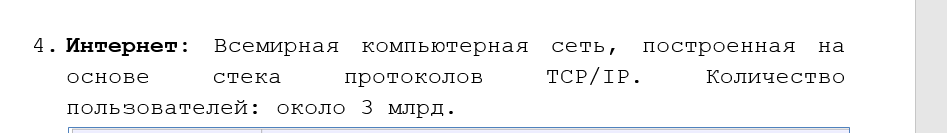 4. Интернет: Всемирная компьютерная сеть, построенная на
основе стека протоколов TCP/IP. Количество
пользователей: около 3 млрд.